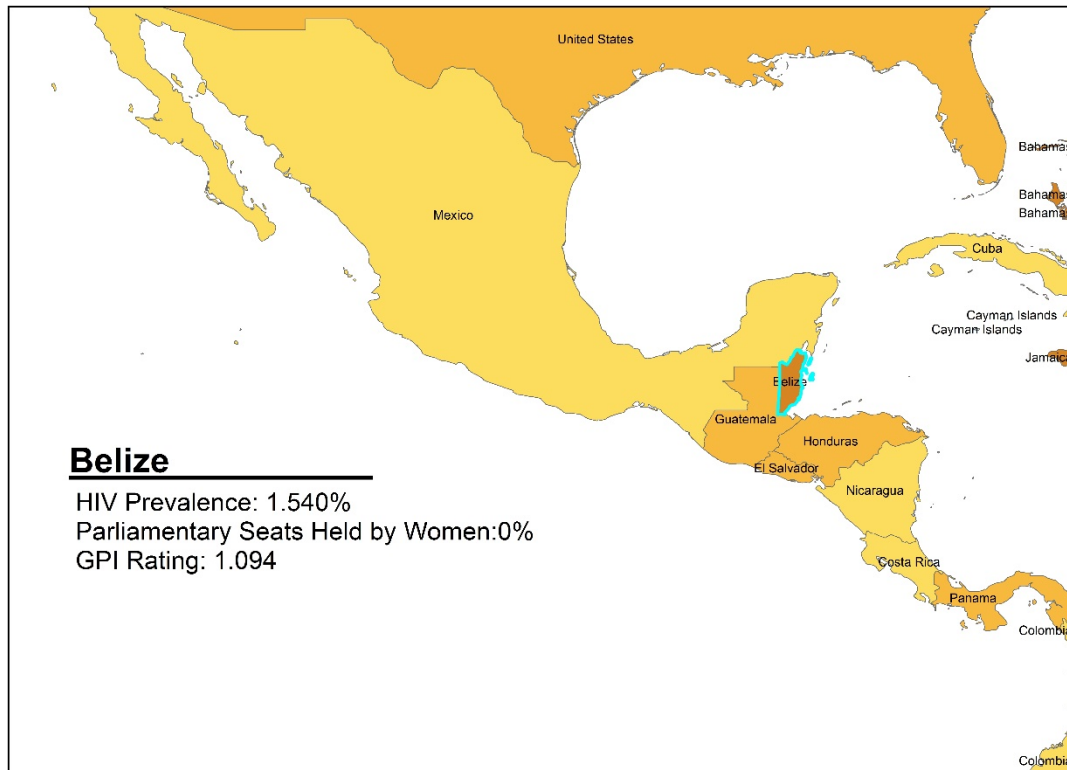 United States
Bahamas
Bahamas
Bahamas
Mexico
Cuba
Cayman Islands
Cayman Islands
Jamaica
Belize
Guatemala
Honduras
El Salvador
Nicaragua
Costa Rica
Panama
Colombia
Colombia
Belize
HIV Prevalence: 1.540%
Parliamentary Seats Held by Women:0%
GPI Rating: 1.094